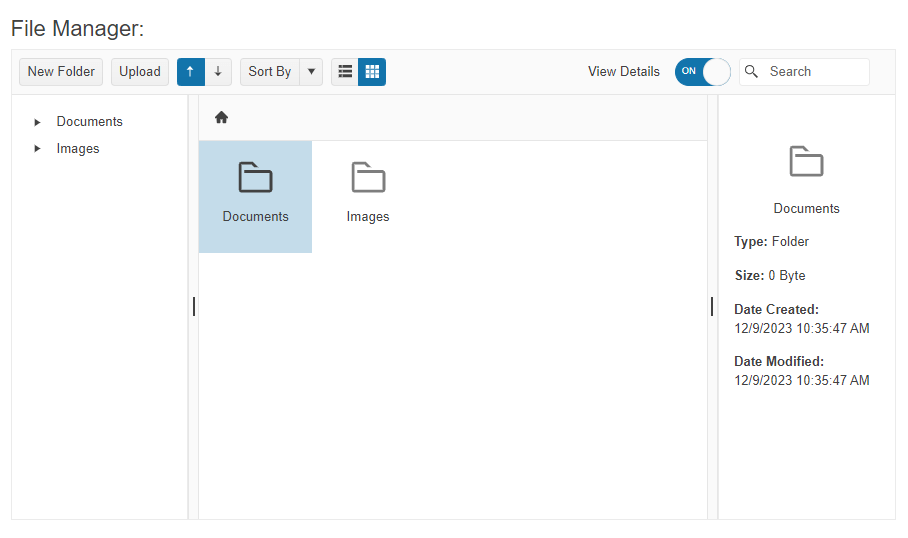 File Manager:
New Folder Upload Sort By View Details ON Search
Documents
Images
Documents Images
Documents
Type: Folder
Size: 0 Byte
Date Created:
12/9/2023 10:35:47 AM
Date Modified:
12/9/2023 10:35:47 AM